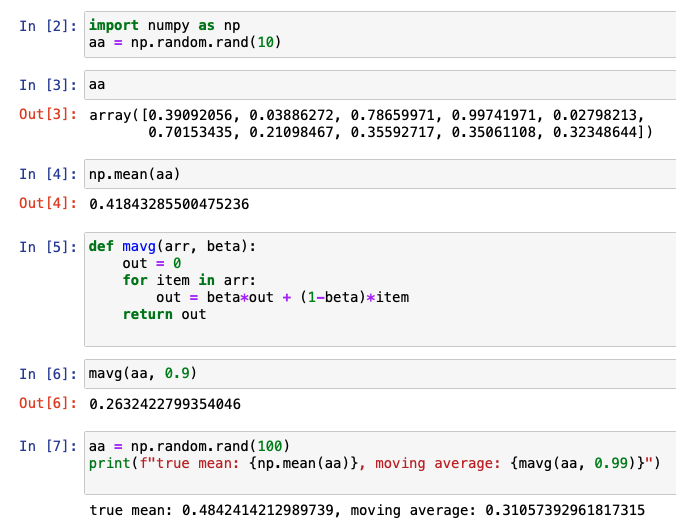 In [2]: import numpy as np
aa = np.random.rand(10)
In [3]: aa
Out[3]: array([0.39092056, 0.03886272, 0.78659971, 0.99741971, 0.02798213,
0.70153435, 0.21098467, 0.35592717, 0.35061108, 0.32348644])
In [4]: np.mean(aa)
Out[4]: 0.41843285500475236
In [5]: def mavg(arr, beta):
out = 0
for item in arr:
out = beta*out + (1-beta)*item
return out
In [6]: mavg(aa, 0.9)
Out[6]: 0.2632422799354046
In [7]: aa = np.random.rand(100)
print(f"true mean: {np.mean(aa)}, moving average: {mavg(aa, 0.99)}")
true mean: 0.4842414212989739, moving average: 0.31057392961817315